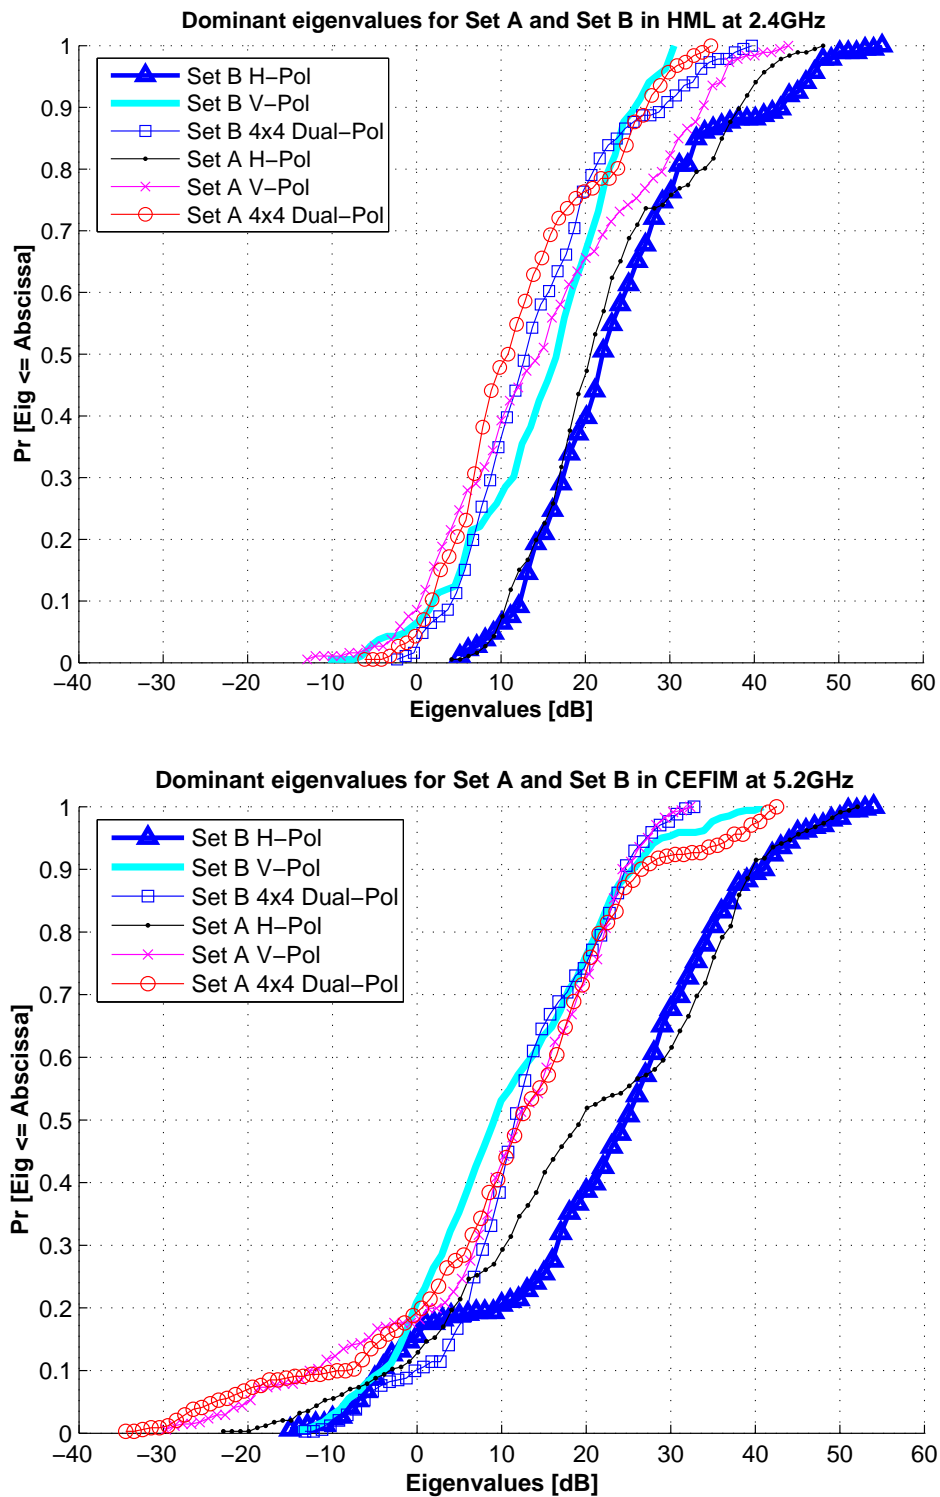 Dominant eigenvalues for Set A and Set B in HML at 2.4GHz
Pr [Eig <= Abscissa]
1
0.9
0.8
0.7
0.6
0.5
0.4
0.3
0.2
0.1
0
Set B H−Pol
Set B V−Pol
Set B 4x4 Dual−Pol
Set A H−Pol
Set A V−Pol
Set A 4x4 Dual−Pol
−40 −30 −20 −10 0 10 20 30 40 50 60
Eigenvalues [dB]
Dominant eigenvalues for Set A and Set B in CEFIM at 5.2GHz
Pr [Eig <= Abscissa]
1
0.9
0.8
0.7
0.6
0.5
0.4
0.3
0.2
0.1
0
Set B H−Pol
Set B V−Pol
Set B 4x4 Dual−Pol
Set A H−Pol
Set A V−Pol
Set A 4x4 Dual−Pol
−40 −30 −20 −10 0 10 20 30 40 50 60
Eigenvalues [dB]